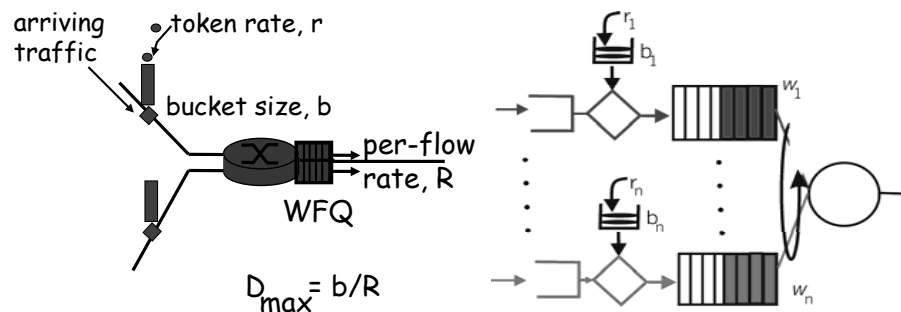 arriving
traffic
token rate, r
bucket size, b
per-flow
rate, R
WFQ
D_max = b/R
r_1
b_1
w_1
r_n
b_n
w_n